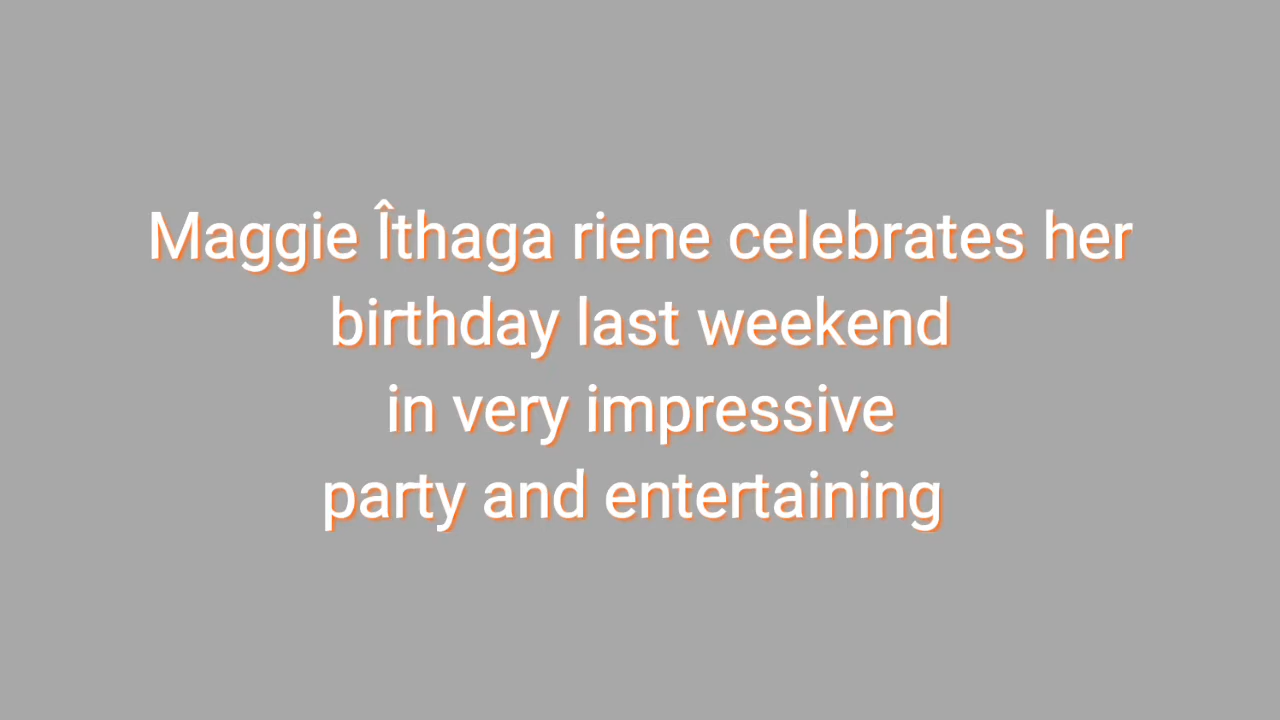 Maggie Îthaga riene celebrates her
birthday last weekend
in very impressive
party and entertaining